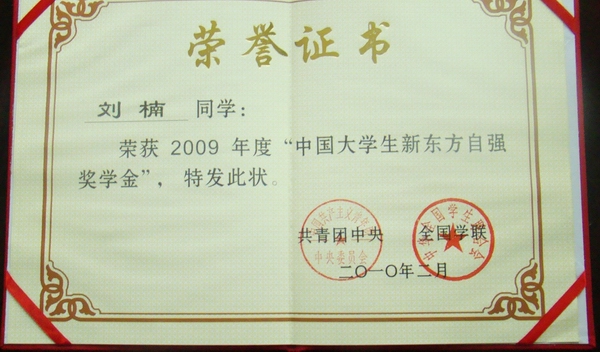 荣誉证书
刘楠 同学：
荣获 2009 年度“中国大学生新东方自强
奖学金”， 特发此状。
共青团中央 全国学联
二〇一〇年二月